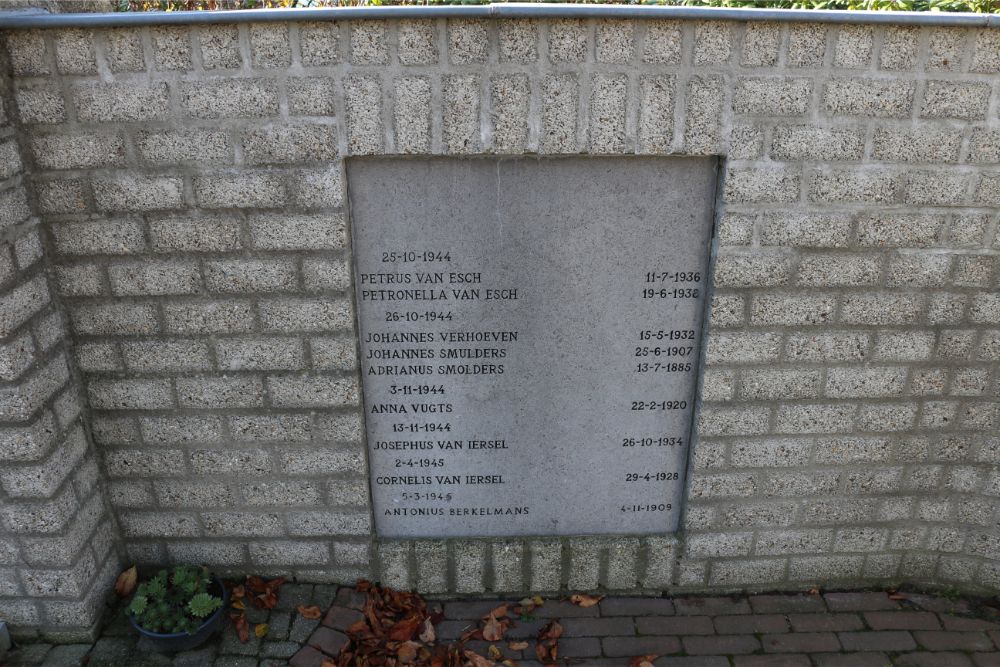 25-10-1944
PETRUS VAN ESCH 11-7-1936
PETRONELLA VAN ESCH 19-6-1938
26-10-1944
JOHANNES VERHOEVEN 15-5-1932
JOHANNES SMULDERS 25-6-1907
ADRIANUS SMOLDERS 13-7-1885
3-11-1944
ANNA VUGTS 22-2-1920
13-11-1944
JOSEPHUS VAN IERSEL 26-10-1934
2-4-1945
CORNELIS VAN IERSEL 29-4-1928
5-3-1945
ANTONIUS BERKELMANS 4-11-1909